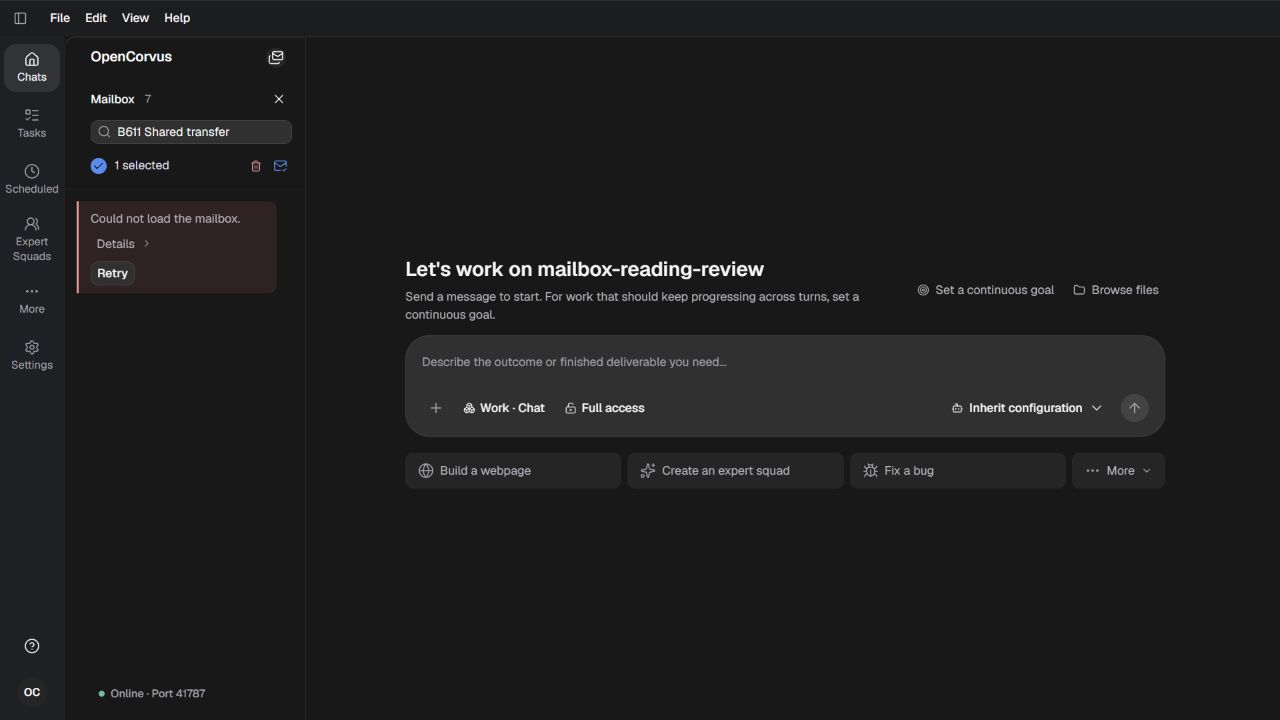 File Edit View Help
Chats
Tasks
Scheduled
Expert
Squads
More
Settings
OC
OpenCorvus
Mailbox 7
B611 Shared transfer
1 selected
Could not load the mailbox.
Details
Retry
Online · Port 41787
Let's work on mailbox-reading-review
Send a message to start. For work that should keep progressing across turns, set a
continuous goal.
Set a continuous goal
Browse files
Describe the outcome or finished deliverable you need...
Work · Chat
Full access
Inherit configuration
Build a webpage
Create an expert squad
Fix a bug
More